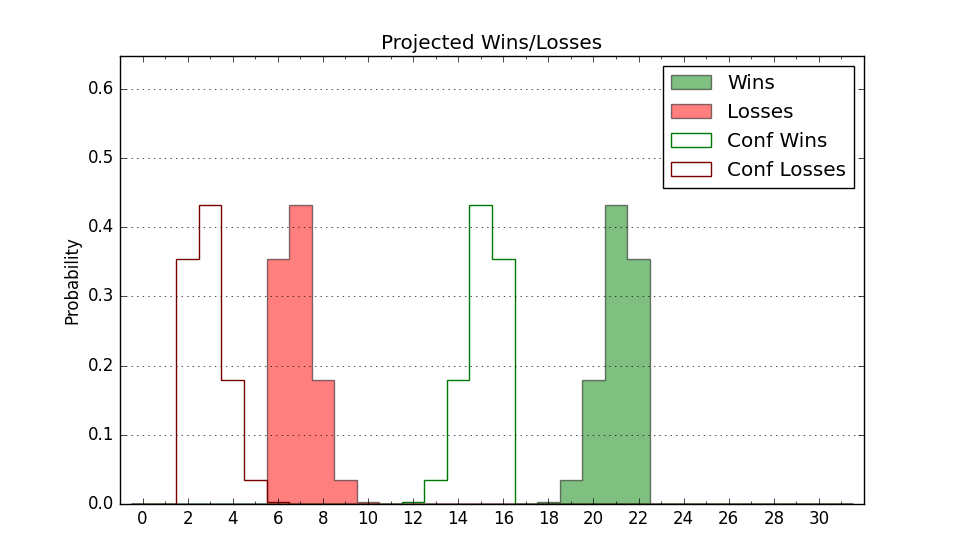 Projected Wins/Losses
Wins
Losses
Conf Wins
Conf Losses
Probability
0.6
0.5
0.4
0.3
0.2
0.1
0.0
0 2 4 6 8 10 12 14 16 18 20 22 24 26 28 30